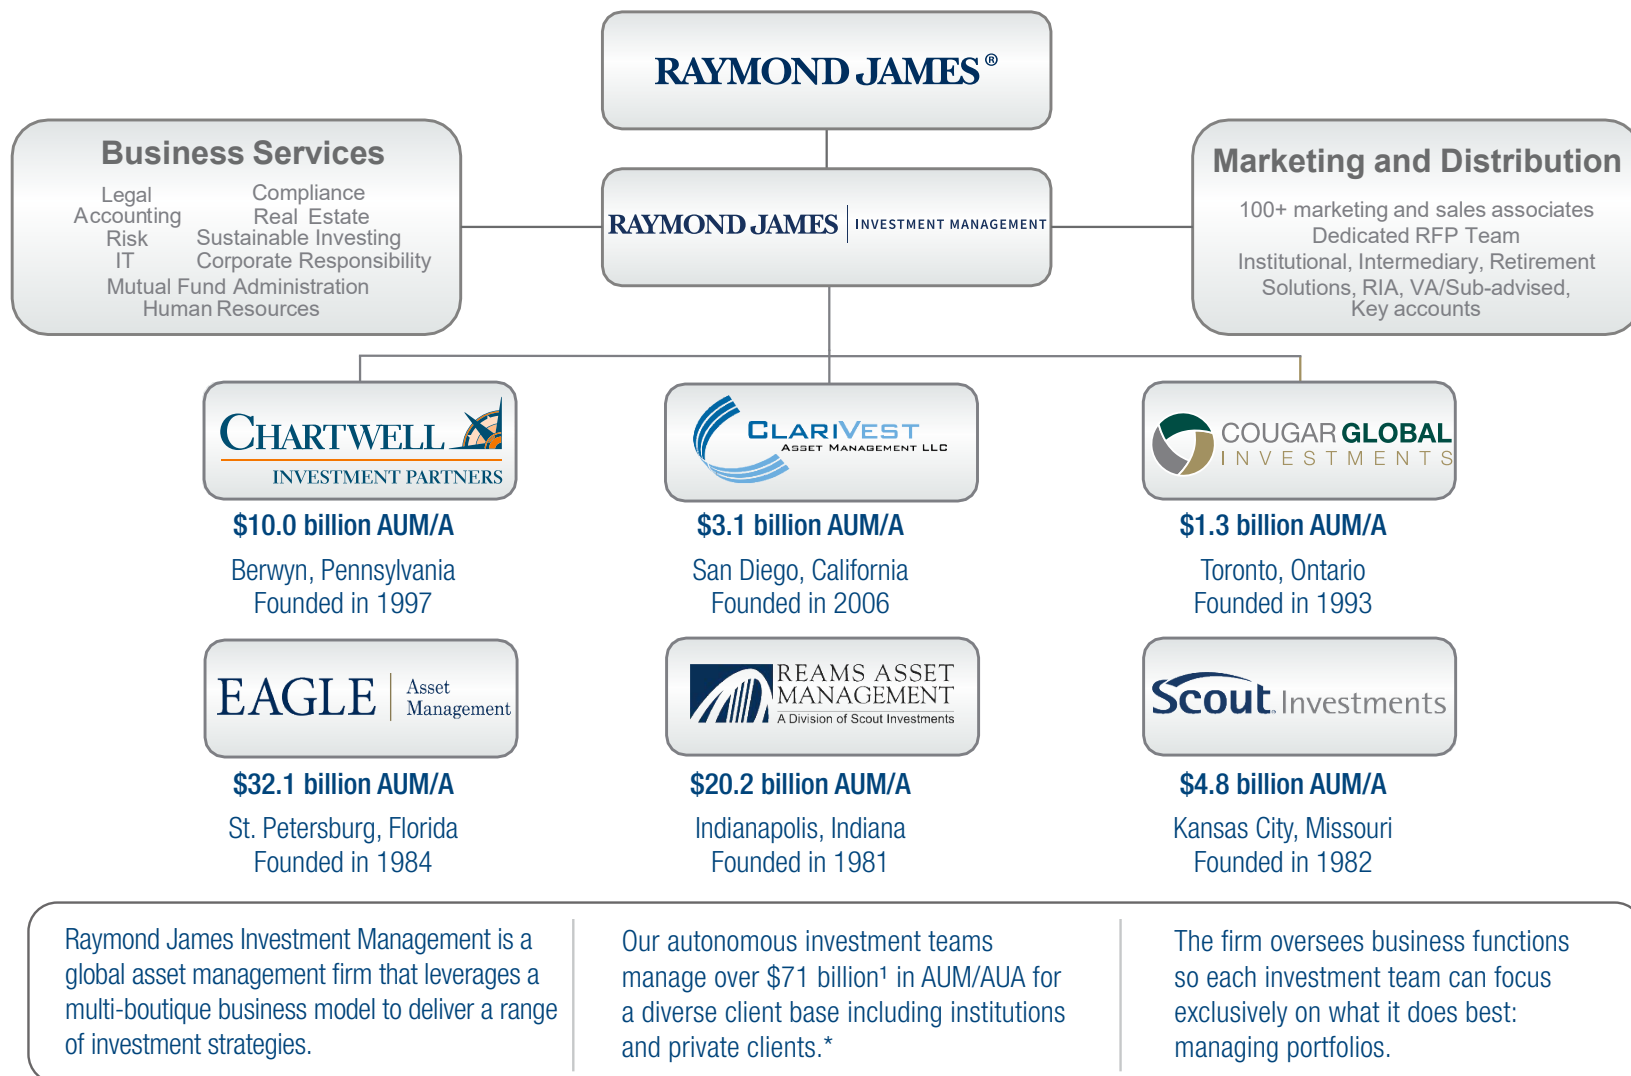 RAYMOND JAMES®
Business Services
Legal Compliance
Accounting Real Estate
Risk Sustainable Investing
IT Corporate Responsibility
Mutual Fund Administration
Human Resources
RAYMOND JAMES | INVESTMENT MANAGEMENT
Marketing and Distribution
100+ marketing and sales associates
Dedicated RFP Team
Institutional, Intermediary, Retirement
Solutions, RIA, VA/Sub-advised,
Key accounts
CHARTWELL
INVESTMENT PARTNERS
$10.0 billion AUM/A
Berwyn, Pennsylvania
Founded in 1997
CLARIVEST
ASSET MANAGEMENT LLC
$3.1 billion AUM/A
San Diego, California
Founded in 2006
COUGAR GLOBAL
INVESTMENTS
$1.3 billion AUM/A
Toronto, Ontario
Founded in 1993
EAGLE
Asset
Management
$32.1 billion AUM/A
St. Petersburg, Florida
Founded in 1984
REAMS ASSET
MANAGEMENT
A Division of Scout Investments
$20.2 billion AUM/A
Indianapolis, Indiana
Founded in 1981
Scout Investments
$4.8 billion AUM/A
Kansas City, Missouri
Founded in 1982
Raymond James Investment Management is a
global asset management firm that leverages a
multi-boutique business model to deliver a range
of investment strategies.
Our autonomous investment teams
manage over $71 billion¹ in AUM/AUA for
a diverse client base including institutions
and private clients.*
The firm oversees business functions
so each investment team can focus
exclusively on what it does best:
managing portfolios.